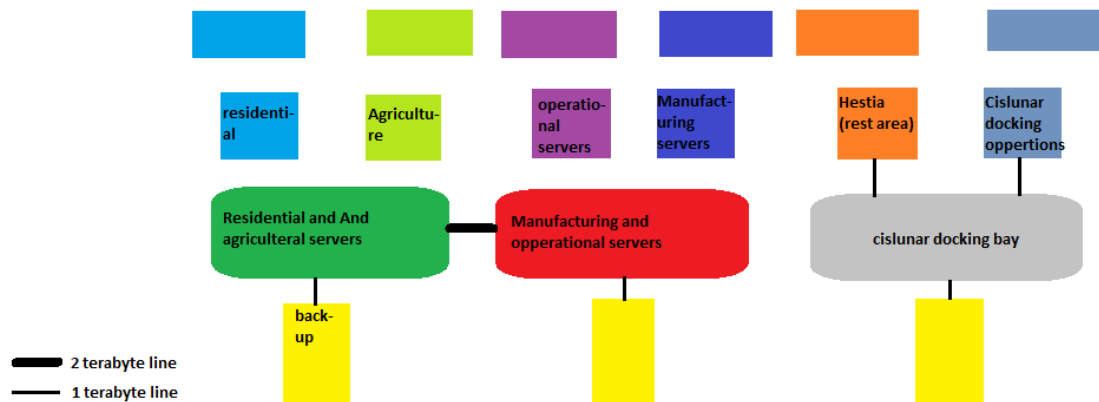 residenti-
al
Agricultu-
re
operatio-
nal
servers
Manufact-
uring
servers
Hestia
(rest area)
Cislunar
docking
oppertions
Residential and And
agriculteral servers
Manufacturing and
opperational servers
cislunar docking bay
back-
up
2 terabyte line
1 terabyte line